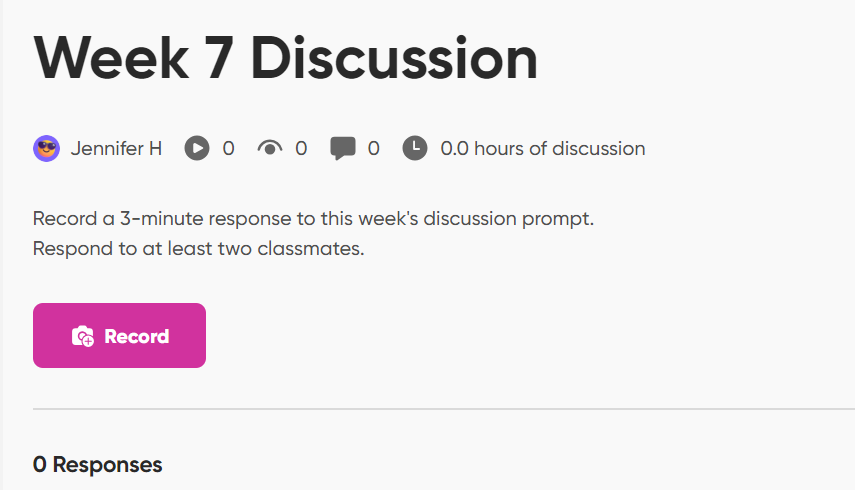 Week 7 Discussion
Jennifer H 0 0 0 0.0 hours of discussion
Record a 3-minute response to this week's discussion prompt.
Respond to at least two classmates.
Record
0 Responses